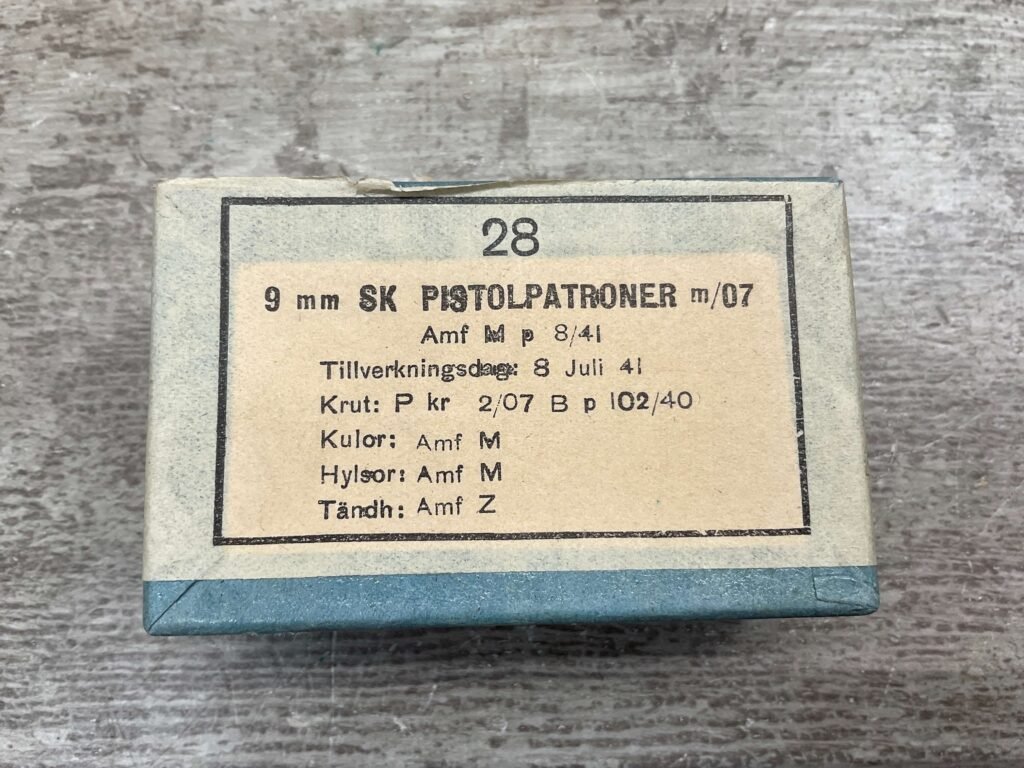 28
9 mm SK PISTOLPATRONER m/07
Amf M p 8/41
Tillverkningsdag: 8 Juli 41
Krut: P kr 2/07 B p 102/40
Kulor: Amf M
Hylsor: Amf M
Tändh: Amf Z